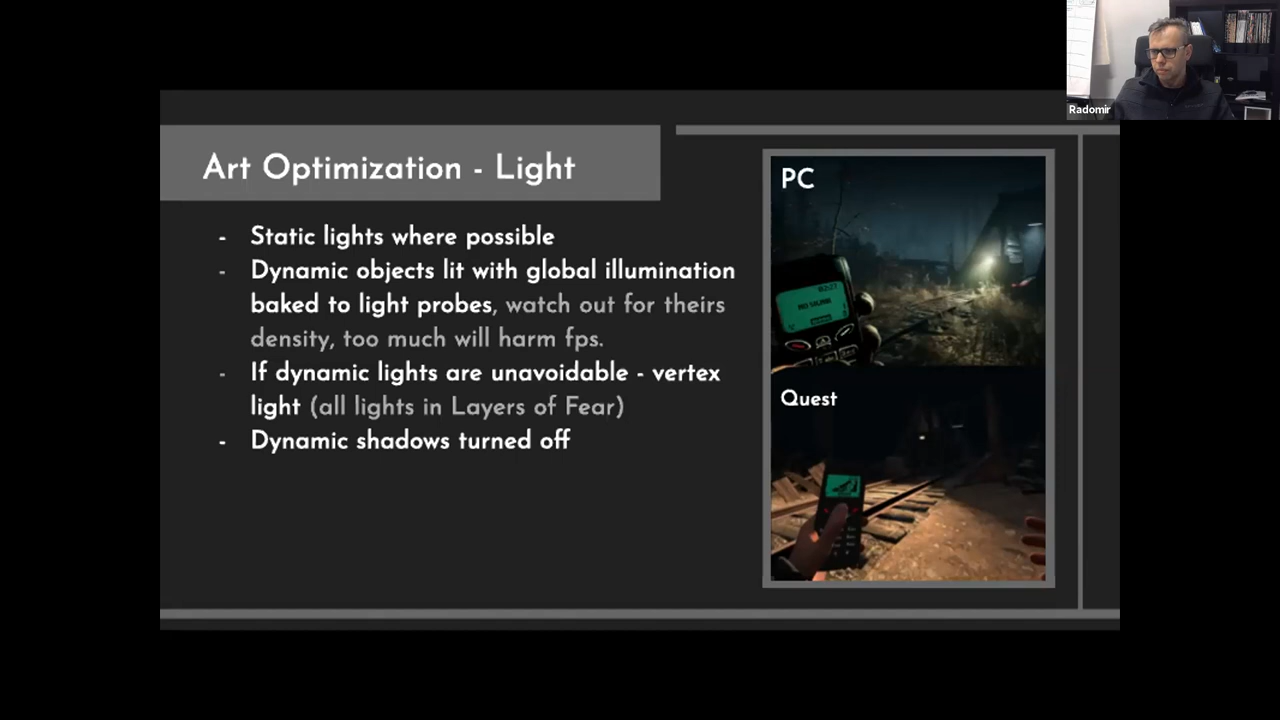 Radomir
Art Optimization - Light
- Static lights where possible
- Dynamic objects lit with global illumination
baked to light probes, watch out for theirs
density, too much will harm fps.
- If dynamic lights are unavoidable - vertex
light (all lights in Layers of Fear)
- Dynamic shadows turned off
PC
Quest